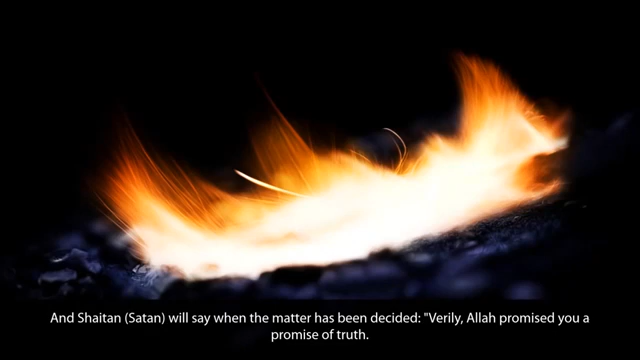 And Shaitan (Satan) will say when the matter has been decided: "Verily, Allah promised you a
promise of truth.